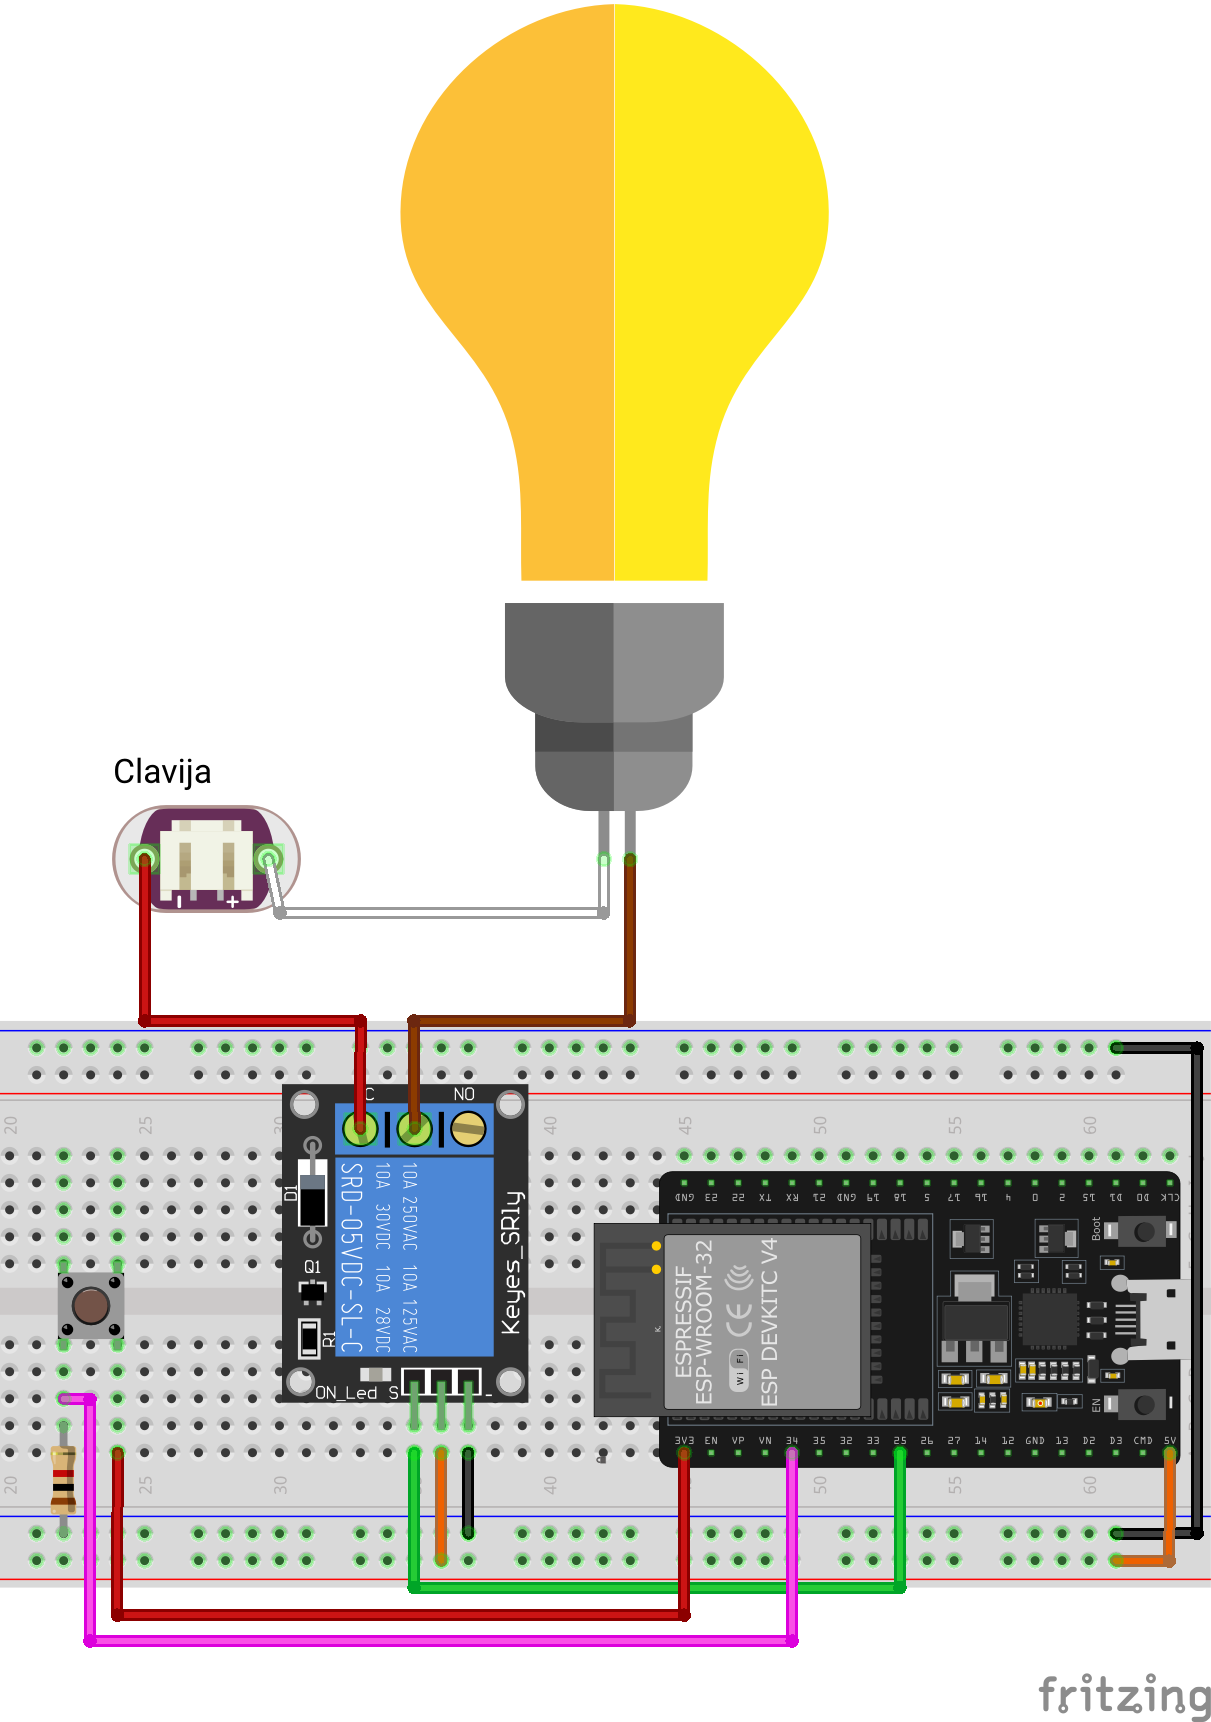 Clavija
C
NO
20
25
30
40
45
50
55
60
D1
Q1
R1
SRD-05VDC-SL-C
10A 30VDC 10A 28VDC
10A 250VAC 10A 125VAC
Keyes_SRly
ON_Led S
-
GND 23 22 TX RX 21 GND 19 18 5 17 16 4 0 2 15 D1 D0 CLK
ESPRESSIF
ESP-WROOM-32
WiFi
CE
ESP DEVKITC V4
Boot
EN
3V3 EN VP VN 34 35 32 33 25 26 27 14 12 GND 13 D2 D3 CMD 5V
20
25
30
40
50
55
60
fritzing